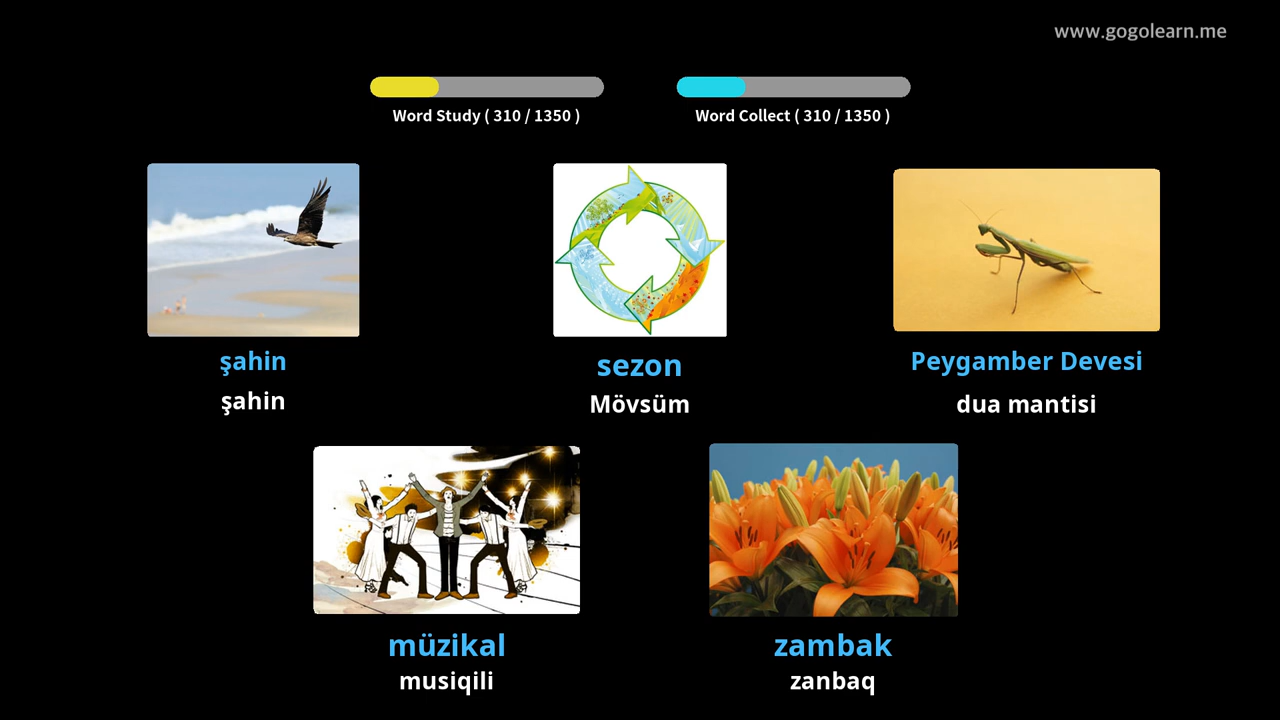 www.gogolearn.me
Word Study ( 310 / 1350 )
Word Collect ( 310 / 1350 )
şahin
şahin
sezon
Mövsüm
Peygamber Devesi
dua mantisi
müzikal
musiqili
zambak
zanbaq